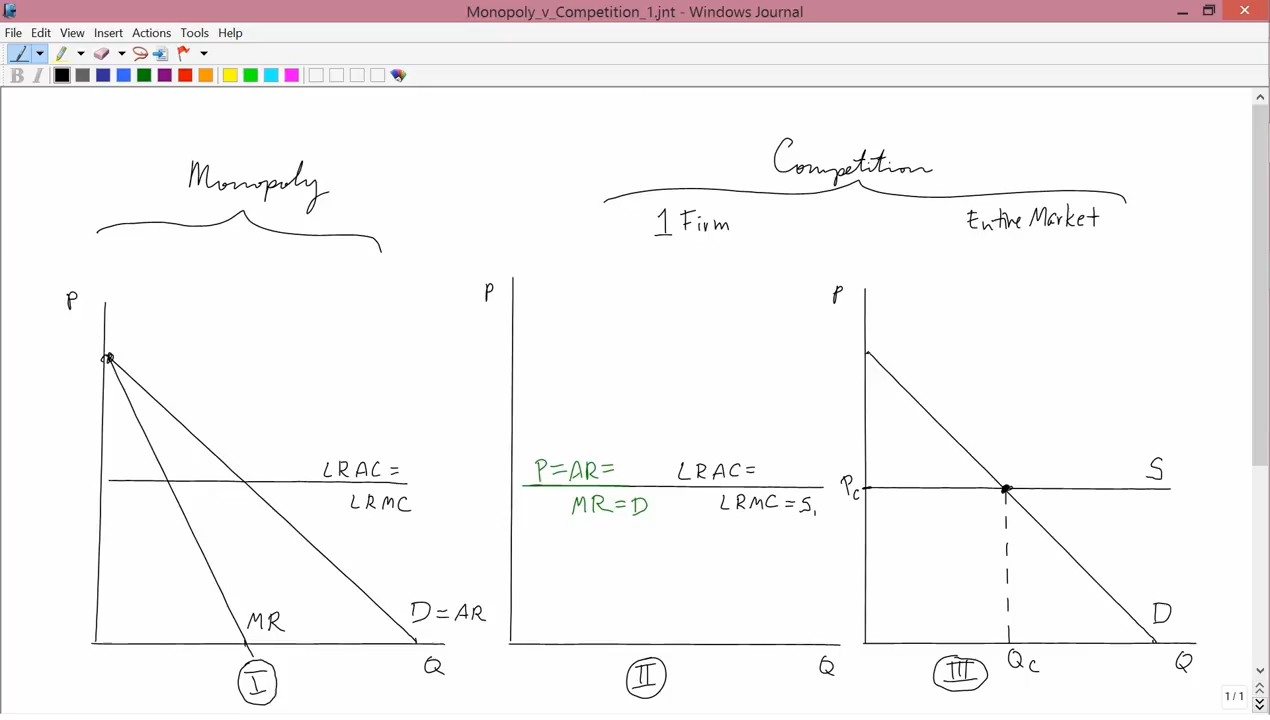 Monopoly_v_Competition_1.jnt - Windows Journal
File Edit View Insert Actions Tools Help
B I
Monopoly
Competition
1 Firm
Entire Market
P
LRAC =
LRMC
MR
D = AR
Q
I
P
P = AR =
MR = D
LRAC =
LRMC = S,
Q
II
P
Pc
S
D
Qc
Q
III
1 / 1